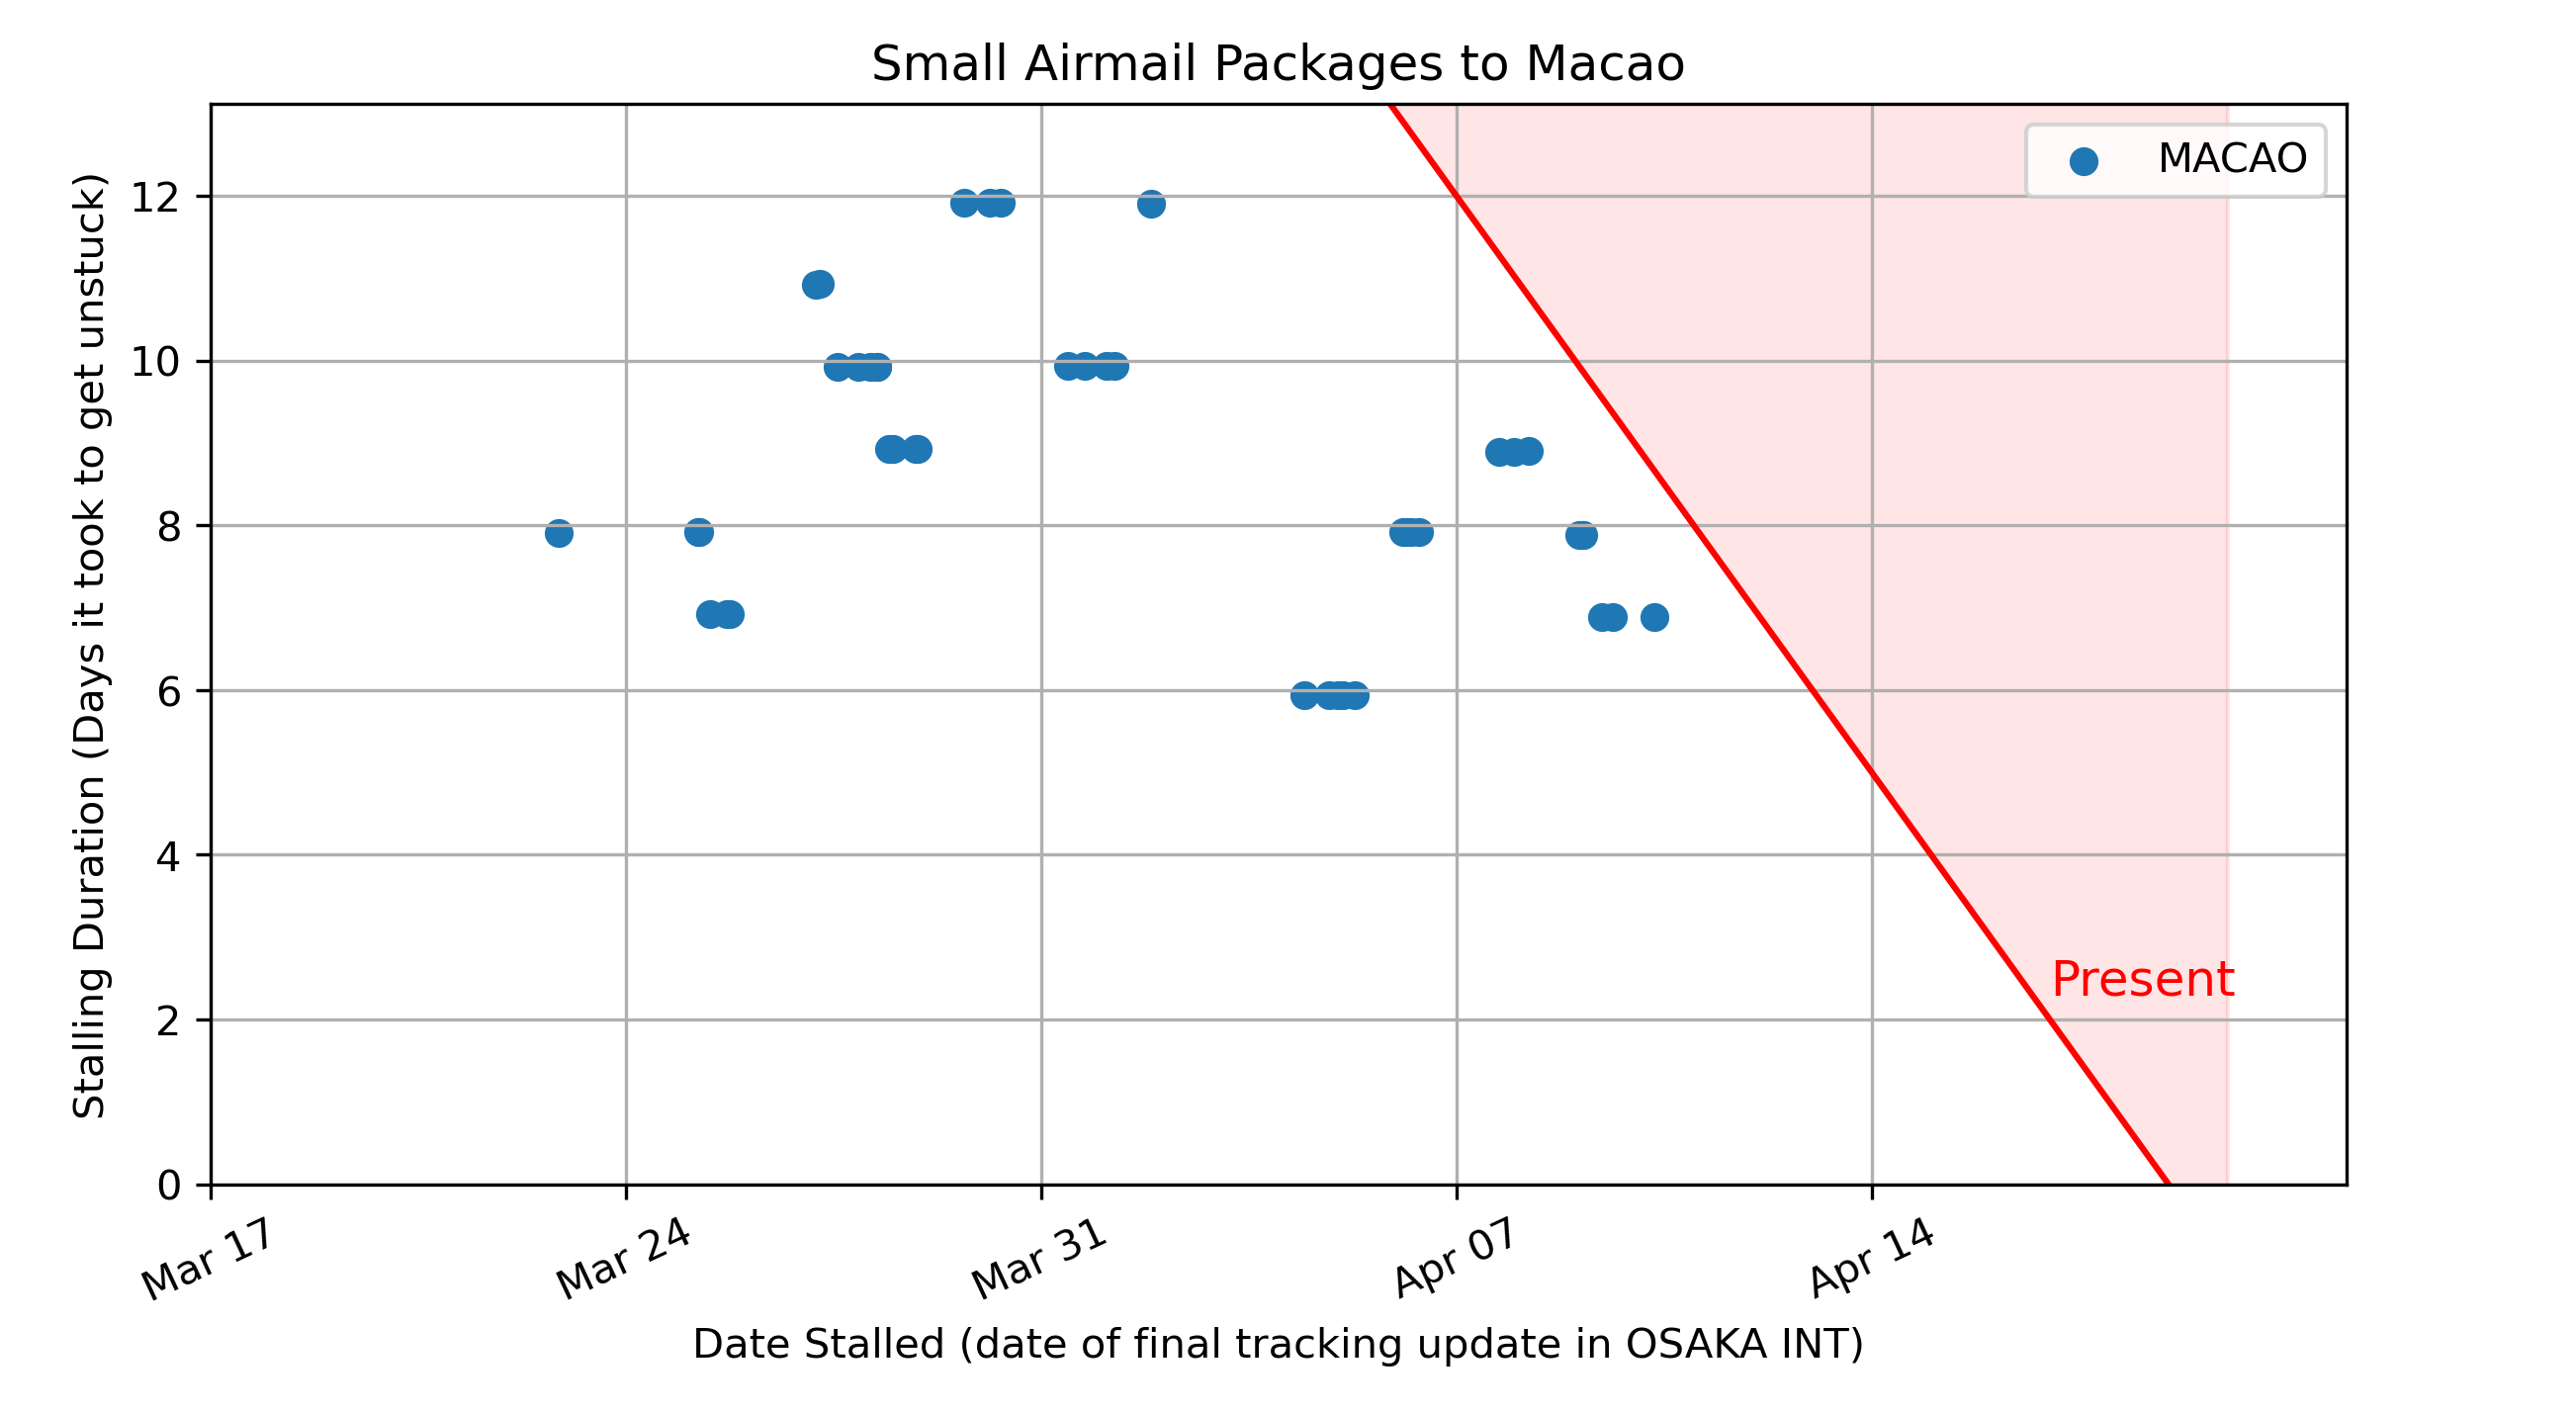 Small Airmail Packages to Macao
MACAO
Stalling Duration (Days it took to get unstuck)
12
10
8
6
4
2
0
Present
Mar 17
Mar 24
Mar 31
Apr 07
Apr 14
Date Stalled (date of final tracking update in OSAKA INT)